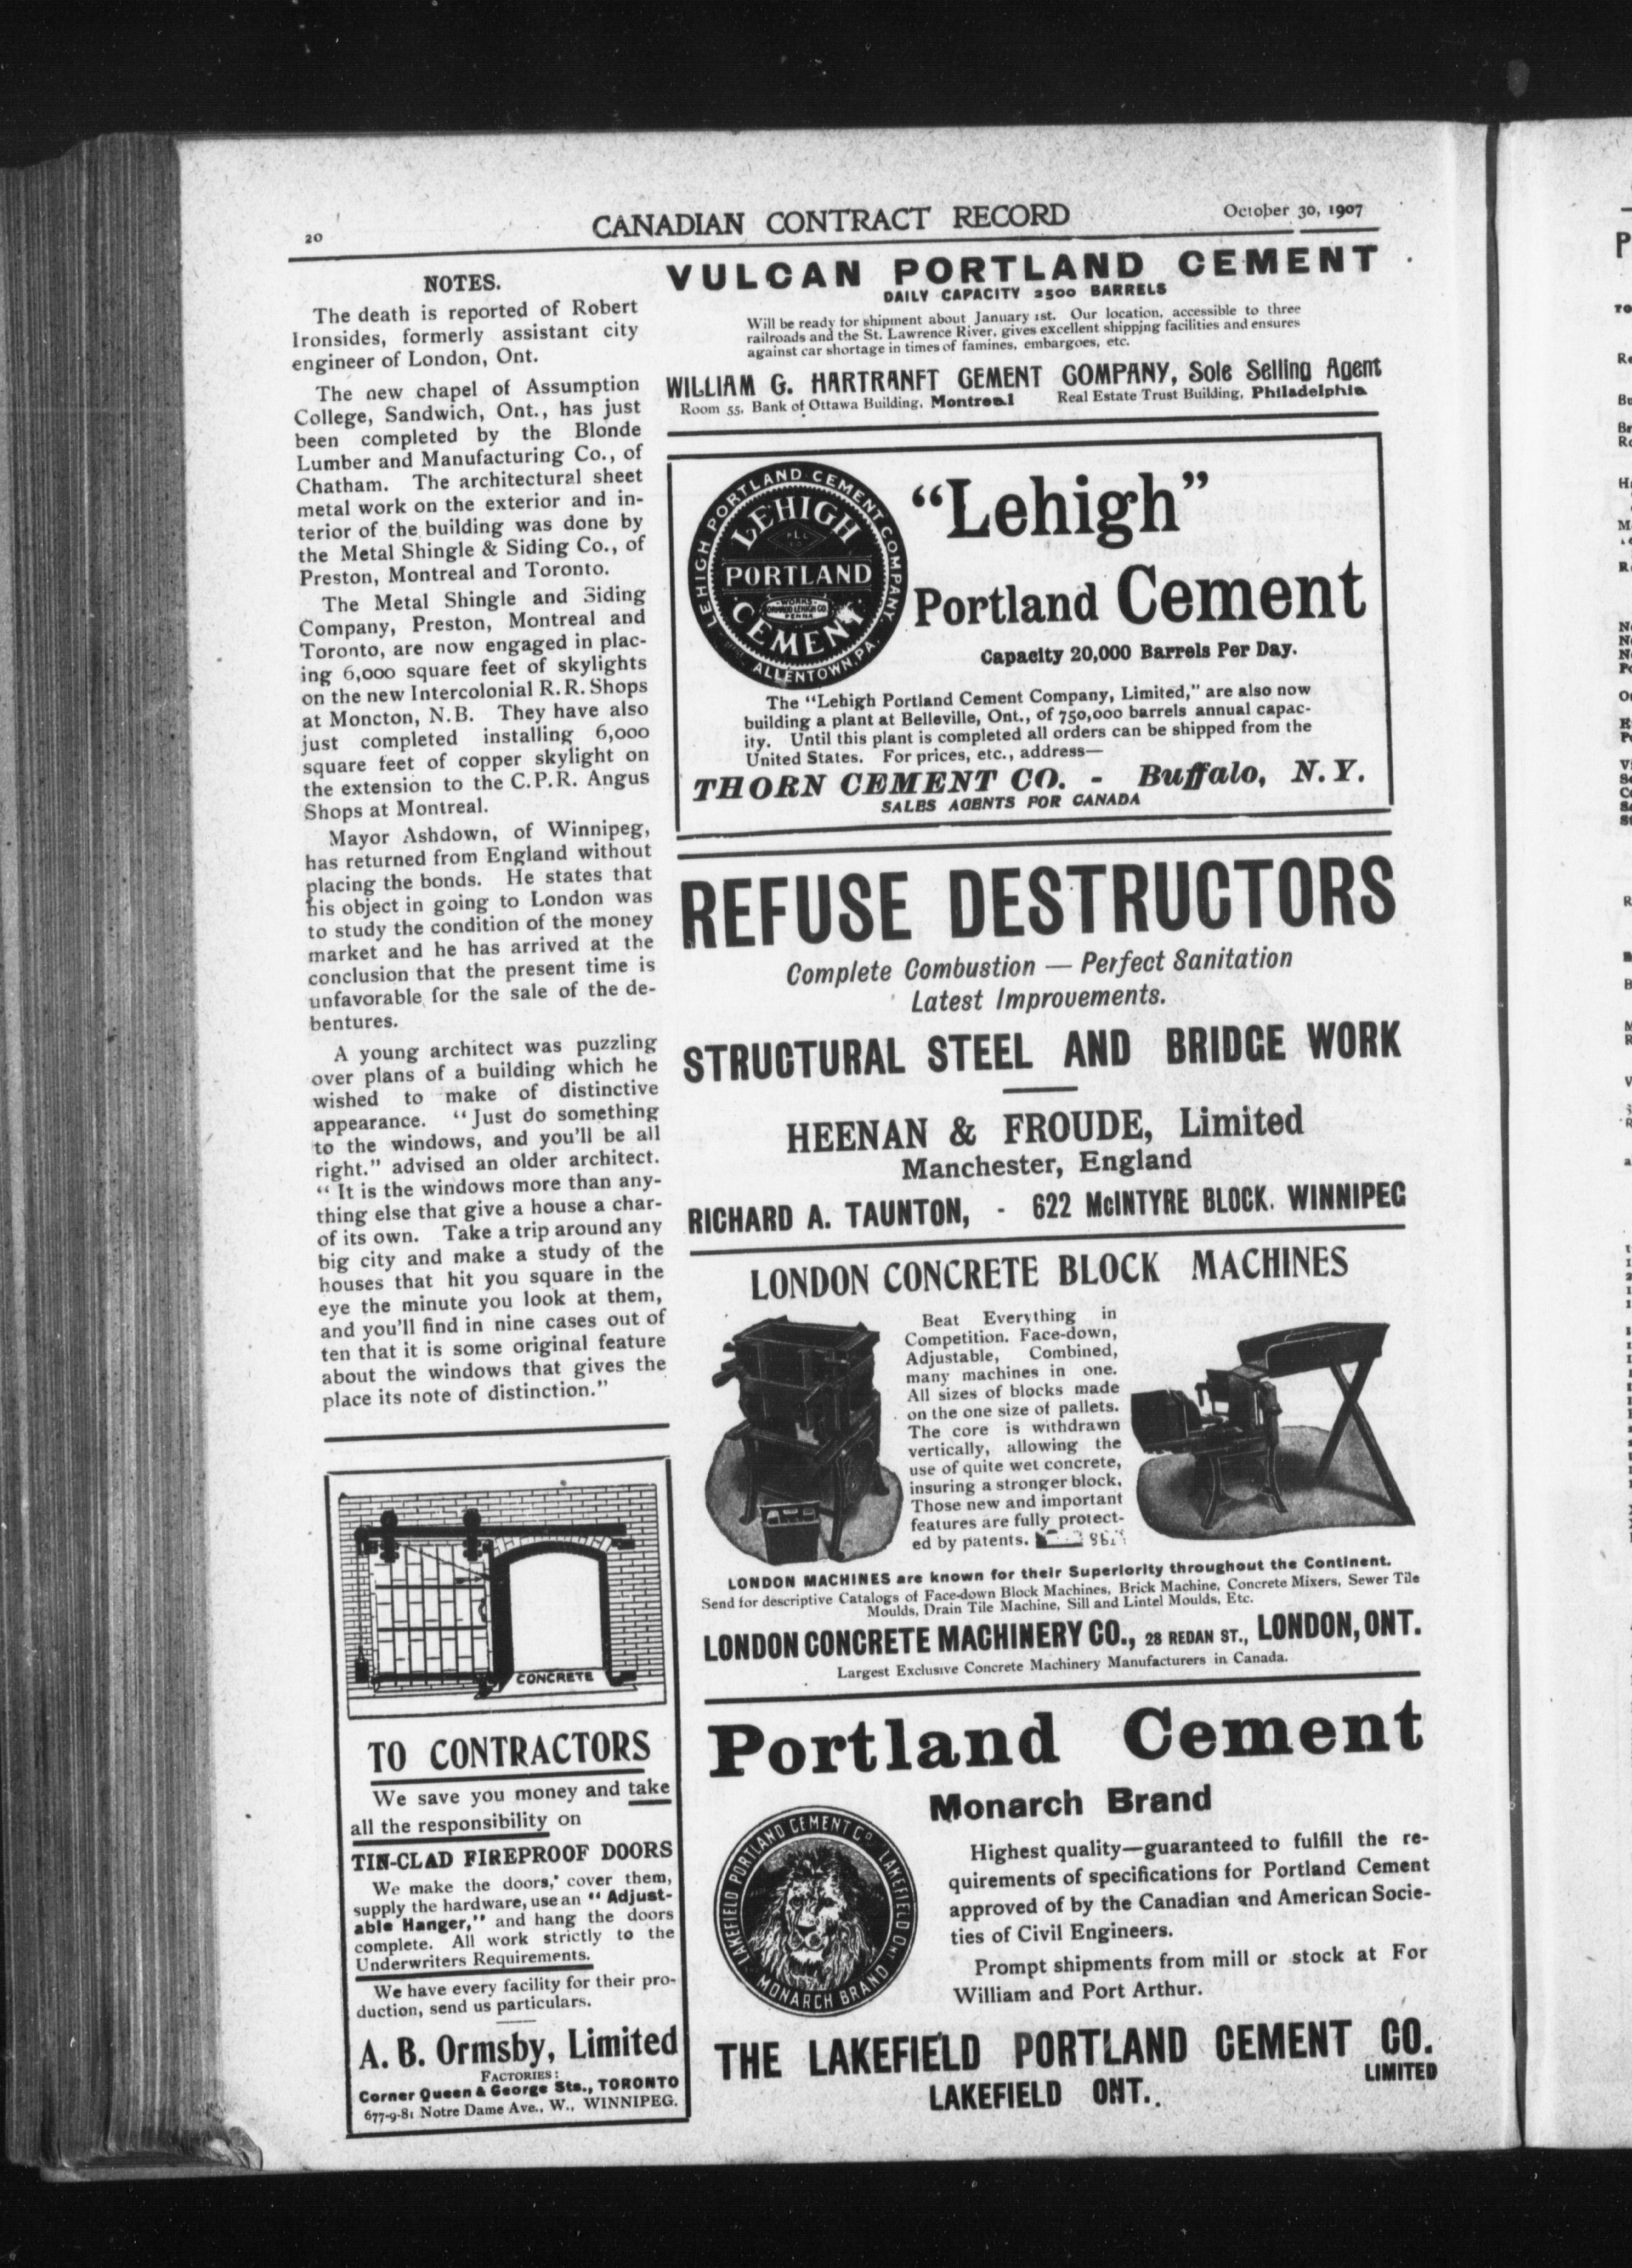 20
CANADIAN CONTRACT RECORD
October 30, 1907
NOTES.
The death is reported of Robert
Ironsides, formerly assistant city
engineer of London, Ont.
The new chapel of Assumption
College, Sandwich, Ont., has just
been completed by the Blonde
Lumber and Manufacturing Co., of
Chatham. The architectural sheet
metal work on the exterior and in-
terior of the building was done by
the Metal Shingle & Siding Co., of
Preston, Montreal and Toronto.
The Metal Shingle and Siding
Company, Preston, Montreal and
Toronto, are now engaged in plac-
ing 6,000 square feet of skylights
on the new Intercolonial R. R. Shops
at Moncton, N.B. They have also
just completed installing 6,000
square feet of copper skylight on
the extension to the C.P.R. Angus
Shops at Montreal.
Mayor Ashdown, of Winnipeg,
has returned from England without
placing the bonds. He states that
his object in going to London was
to study the condition of the money
market and he has arrived at the
conclusion that the present time is
unfavorable for the sale of the de-
bentures.
A young architect was puzzling
over plans of a building which he
wished to make of distinctive
appearance. "Just do something
to the windows, and you'll be all
right." advised an older architect.
"It is the windows more than any-
thing else that give a house a char-
of its own. Take a trip around any
big city and make a study of the
houses that hit you square in the
eye the minute you look at them,
and you'll find in nine cases out of
ten that it is some original feature
about the windows that gives the
place its note of distinction."
CONCRETE
TO CONTRACTORS
We save you money and take
all the responsibility on
TIN-CLAD FIREPROOF DOORS
We make the doors, cover them,
supply the hardware, use an "Adjust-
able Hanger," and hang the doors
complete. All work strictly to the
Underwriters Requirements.
We have every facility for their pro-
duction, send us particulars.
A. B. Ormsby, Limited
FACTORIES:
Corner Queen & George Sts., TORONTO
677-9-81 Notre Dame Ave., W., WINNIPEG.
VULCAN PORTLAND CEMENT
DAILY CAPACITY 2500 BARRELS
Will be ready for shipment about January 1st. Our location, accessible to three
railroads and the St. Lawrence River, gives excellent shipping facilities and ensures
against car shortage in times of famines, embargoes, etc.
WILLIAM G. HARTRANFT CEMENT COMPANY, Sole Selling Agent
Room 55, Bank of Ottawa Building, Montreal Real Estate Trust Building, Philadelphia
LEHIGH PORTLAND CEMENT COMPANY.
ALLENTOWN, PA.
LEHIGH
PORTLAND
CEMENT
"Lehigh"
Portland Cement
Capacity 20,000 Barrels Per Day.
The "Lehigh Portland Cement Company, Limited," are also now
building a plant at Belleville, Ont., of 750,000 barrels annual capac-
ity. Until this plant is completed all orders can be shipped from the
United States. For prices, etc., address—
THORN CEMENT CO. - Buffalo, N.Y.
SALES AGENTS FOR CANADA
REFUSE DESTRUCTORS
Complete Combustion — Perfect Sanitation
Latest Improvements.
STRUCTURAL STEEL AND BRIDGE WORK
HEENAN & FROUDE, Limited
Manchester, England
RICHARD A. TAUNTON, - 622 McINTYRE BLOCK. WINNIPEG
LONDON CONCRETE BLOCK MACHINES
Beat Everything in
Competition. Face-down,
Adjustable, Combined,
many machines in one.
All sizes of blocks made
on the one size of pallets.
The core is withdrawn
vertically, allowing the
use of quite wet concrete,
insuring a stronger block,
Those new and important
features are fully protect-
ed by patents.
LONDON MACHINES are known for their Superiority throughout the Continent.
Send for descriptive Catalogs of Face-down Block Machines, Brick Machine, Concrete Mixers, Sewer Tile
Moulds, Drain Tile Machine, Sill and Lintel Moulds, Etc.
LONDON CONCRETE MACHINERY CO., 28 REDAN ST., LONDON, ONT.
Largest Exclusive Concrete Machinery Manufacturers in Canada.
Portland Cement
Monarch Brand
LAKEFIELD PORTLAND CEMENT CO. LAKEFIELD ONT.
MONARCH BRAND
Highest quality—guaranteed to fulfill the re-
quirements of specifications for Portland Cement
approved of by the Canadian and American Socie-
ties of Civil Engineers.
Prompt shipments from mill or stock at For
William and Port Arthur.
THE LAKEFIELD PORTLAND CEMENT CO.
LIMITED
LAKEFIELD ONT.